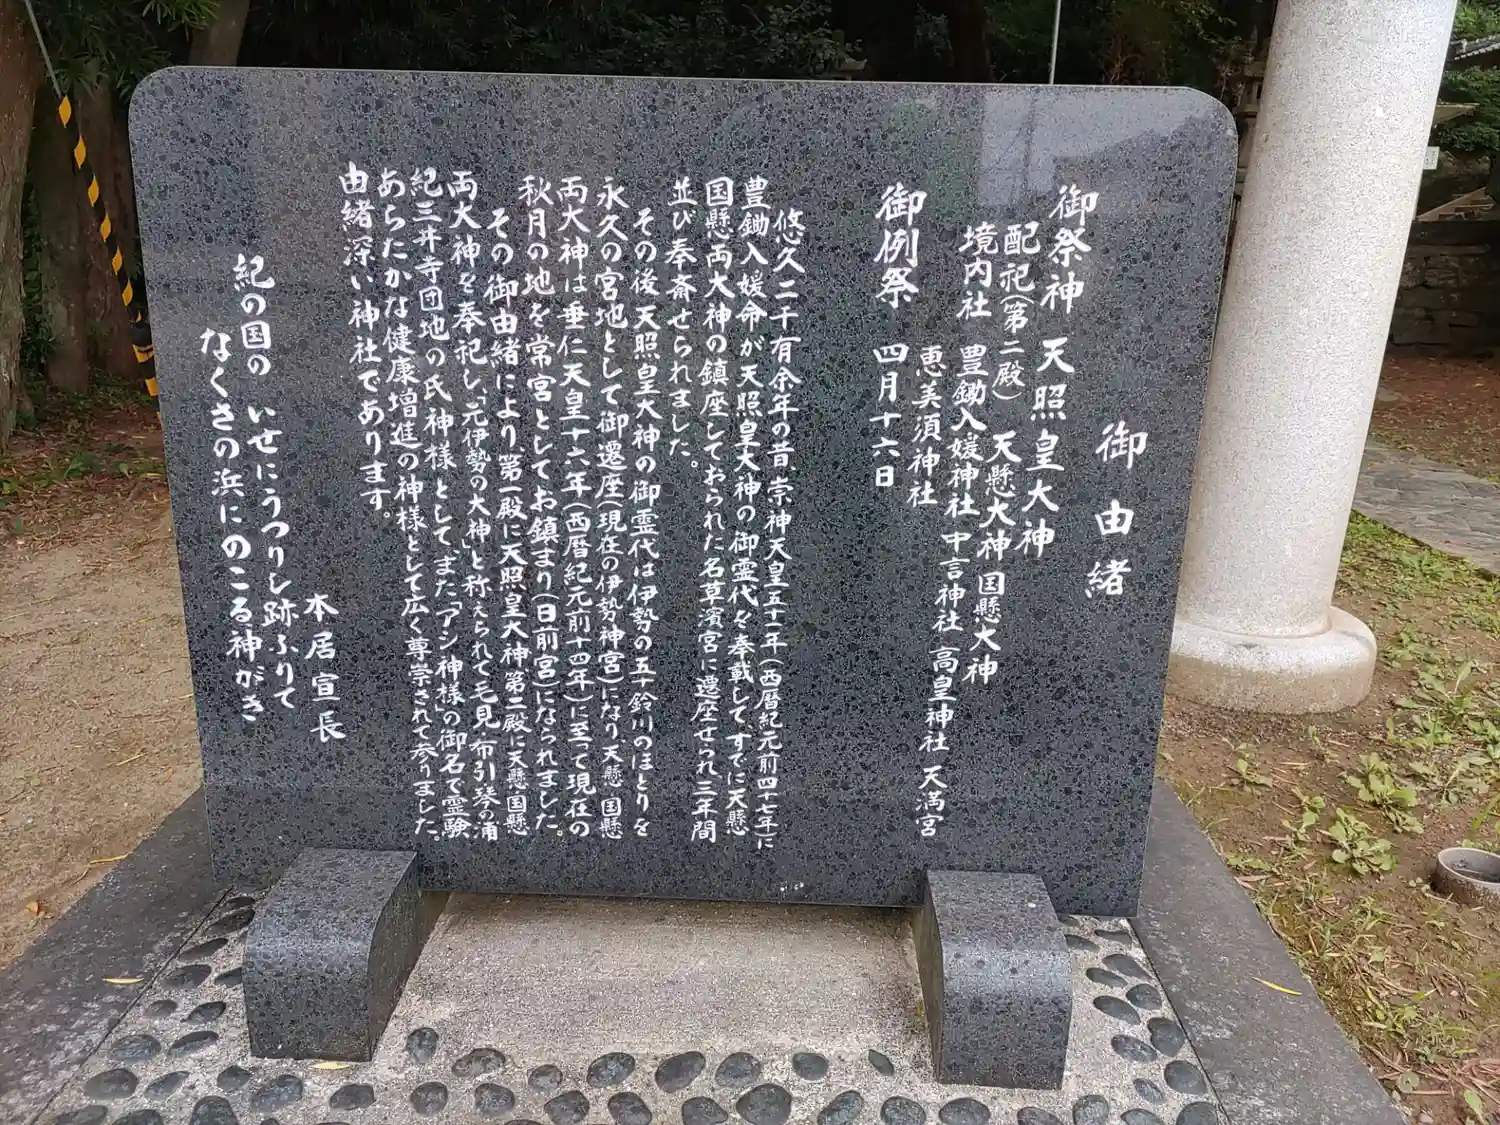 御由緒
御祭神 天照皇大神
配祀(第二殿) 天懸大神 国懸大神
境内社 豊鋤入媛神社 中言神社 高皇神社 天満宮
恵美須神社
御例祭 四月十六日
悠久二千有余年の昔、崇神天皇五十一年(西暦紀元前四十七年)に
豊鋤入媛命が天照皇大神の御霊代を奉載して、すでに天懸
国懸両大神の鎮座しておられた名草濱宮に遷座せられ三年間
並び奉斎せられました。
その後天照皇大神の御霊代は伊勢の五十鈴川のほとりを
永久の宮地として御遷座(現在の伊勢神宮)になり天懸 国懸
両大神は垂仁天皇十六年(西暦紀元前十四年)に至って現在の
秋月の地を常宮としてお鎮まり(日前宮)になられました。
その御由緒により、第一殿に天照皇大神第二殿に天懸 国懸
両大神を奉祀し、「元伊勢の大神」と称えられて毛見 布引 琴の浦
紀三井寺団地の氏神様として、また「アシ神様」の御名で霊験
あらたかな健康増進の神様として広く尊崇されて参りました。
由緒深い神社であります。
本居宣長
紀の国の いせにうつりし跡ふりて
なくさの浜にのこる神がき